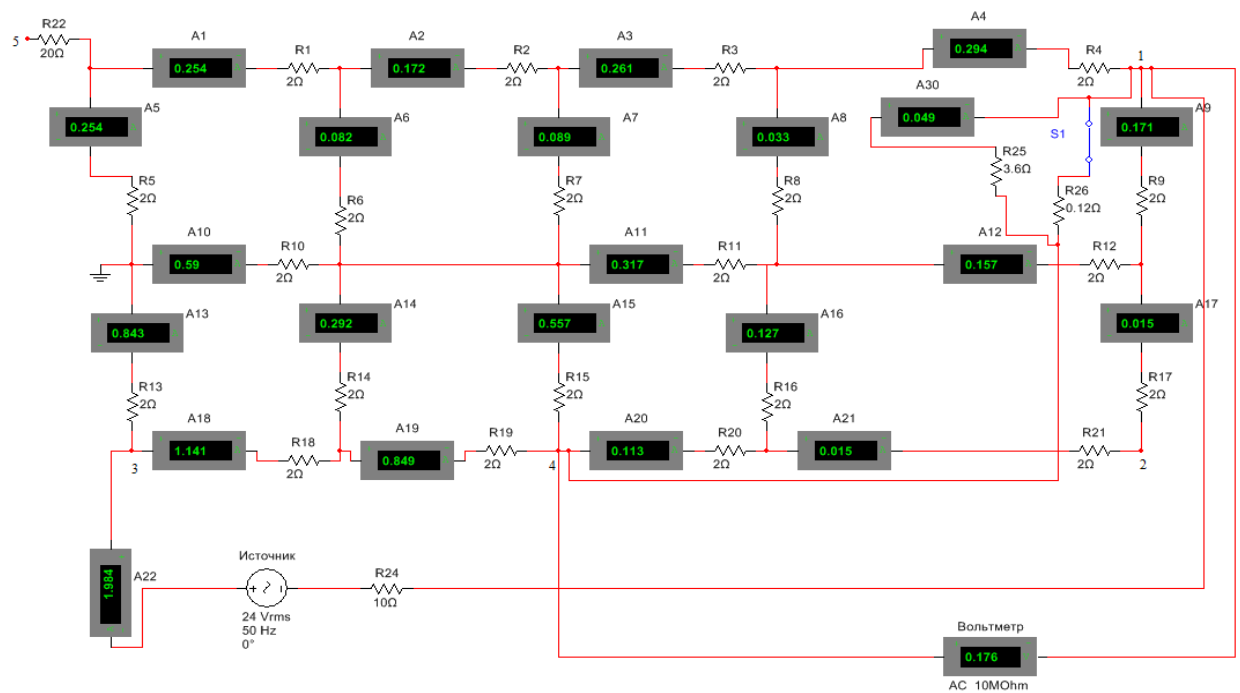 R22
5
20Ω
A1
0.254
R1
2Ω
A2
0.172
R2
2Ω
A3
0.261
R3
2Ω
A4
0.294
R4
2Ω
1
A5
0.254
A6
0.082
A7
0.089
A8
0.033
A30
0.049
S1
A9
0.171
R25
3.6Ω
R26
0.12Ω
R5
2Ω
R6
2Ω
R7
2Ω
R8
2Ω
R9
2Ω
A10
0.59
R10
2Ω
A11
0.317
R11
2Ω
A12
0.157
R12
2Ω
A13
0.843
A14
0.292
A15
0.557
A16
0.127
A17
0.015
R13
2Ω
R14
2Ω
R15
2Ω
R16
2Ω
R17
2Ω
3
A18
1.141
R18
2Ω
A19
0.849
R19
2Ω
4
A20
0.113
R20
2Ω
A21
0.015
R21
2Ω
2
A22
1.984
Источник
24 Vrms
50 Hz
0°
R24
10Ω
Вольтметр
0.176
AC 10MOhm